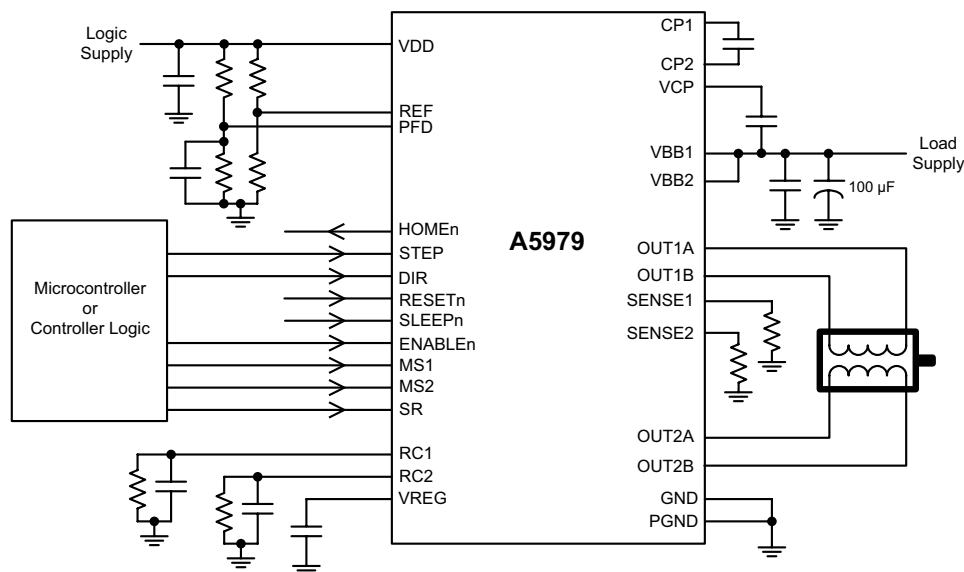 Logic
Supply
VDD
REF
PFD
HOMEn
STEP
DIR
RESETn
SLEEPn
ENABLEn
MS1
MS2
SR
RC1
RC2
VREG
Microcontroller
or
Controller Logic
A5979
CP1
CP2
VCP
VBB1
VBB2
OUT1A
OUT1B
SENSE1
SENSE2
OUT2A
OUT2B
GND
PGND
Load
Supply
100 µF